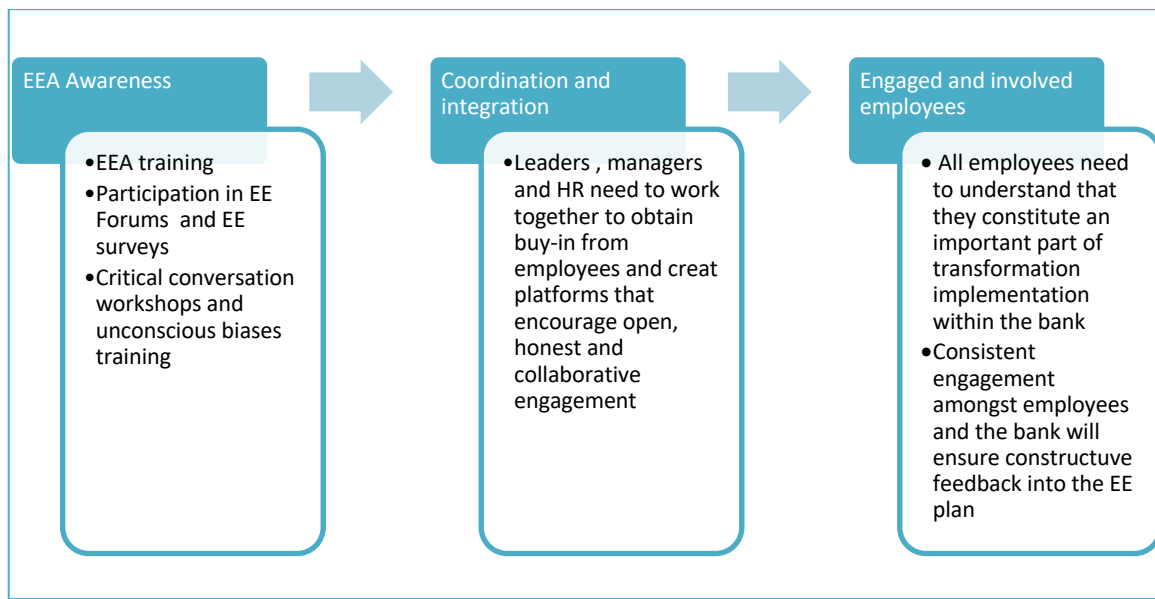 EEA Awareness
•EEA training
•Participation in EE
Forums and EE
surveys
•Critical conversation
workshops and
unconscious biases
training
Coordination and
integration
•Leaders , managers
and HR need to work
together to obtain
buy-in from
employees and creat
platforms that
encourage open,
honest and
collaborative
engagement
Engaged and involved
employees
• All employees need
to understand that
they constitute an
important part of
transformation
implementation
within the bank
•Consistent
engagement
amongst employees
and the bank will
ensure constructuve
feedback into the EE
plan